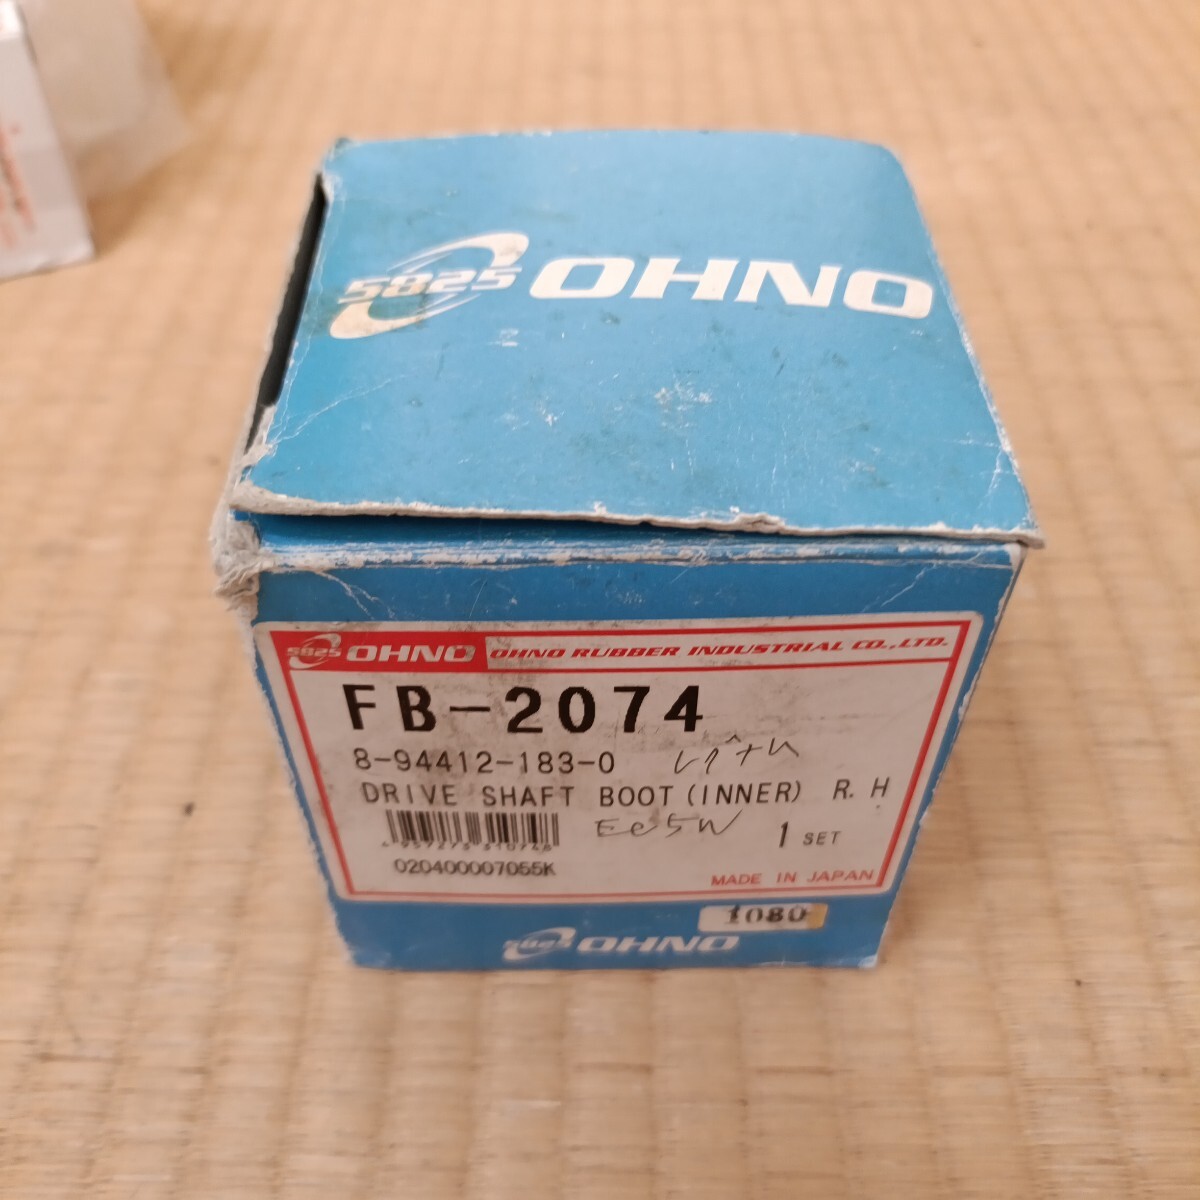 5825 OHNO
5825 OHNO OHNO RUBBER INDUSTRIAL CO.,LTD.
FB-2074
8-94412-183-0 レグナム
DRIVE SHAFT BOOT (INNER) R.H
EC5W 1 SET
020400007055K
MADE IN JAPAN
1080
5825 OHNO